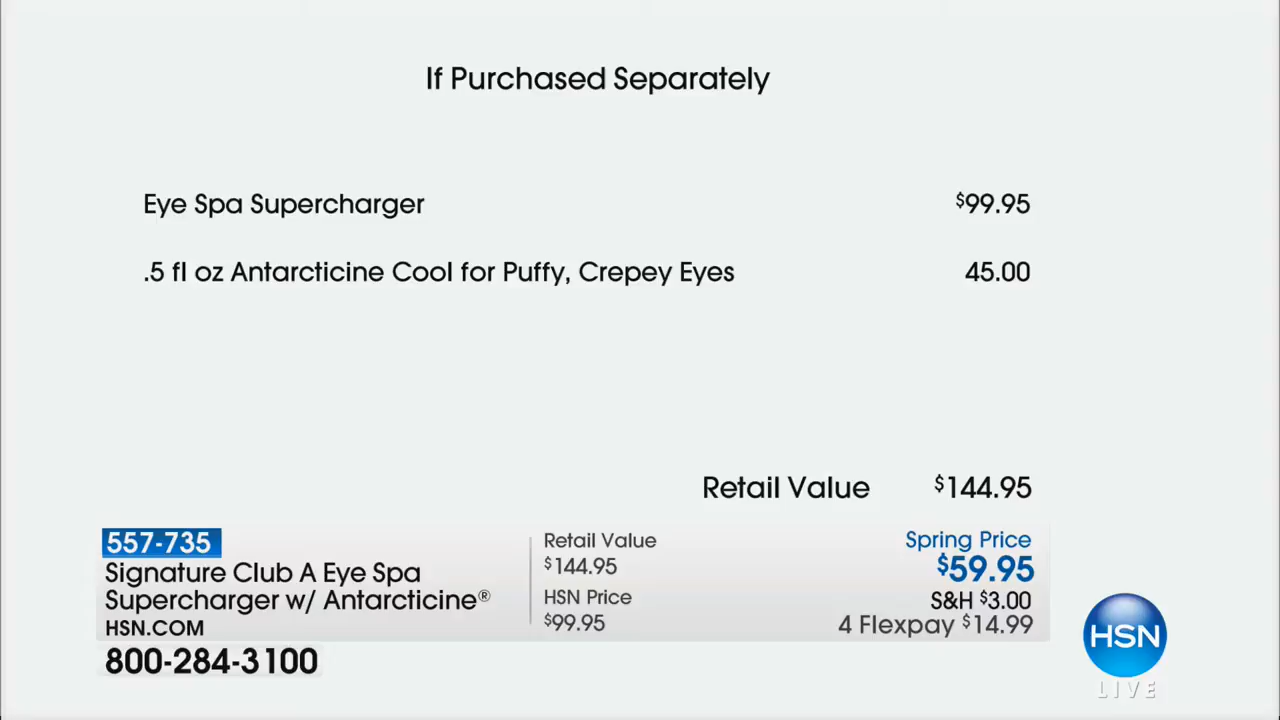 If Purchased Separately
Eye Spa Supercharger $99.95
.5 fl oz Antarcticine Cool for Puffy, Crepey Eyes 45.00
Retail Value $144.95
557-735
Signature Club A Eye Spa
Supercharger w/ Antarcticine®
HSN.COM
800-284-3100
Retail Value
$144.95
HSN Price
$99.95
Spring Price
$59.95
S&H $3.00
4 Flexpay $14.99
HSN
LIVE